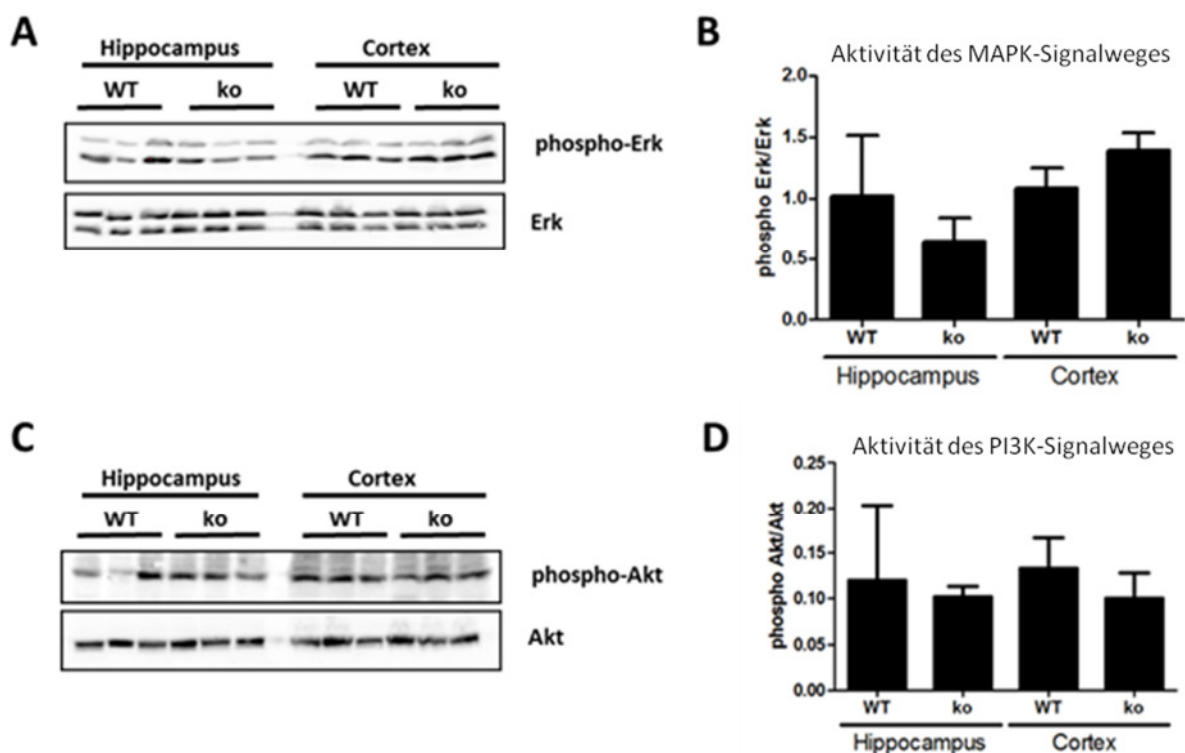 A
Hippocampus Cortex
WT ko WT ko
phospho-Erk
Erk
B
Aktivität des MAPK-Signalweges
phospho Erk/Erk
2.0
1.5
1.0
0.5
0.0
WT ko WT ko
Hippocampus Cortex
C
Hippocampus Cortex
WT ko WT ko
phospho-Akt
Akt
D
Aktivität des PI3K-Signalweges
phospho Akt/Akt
0.25
0.20
0.15
0.10
0.05
0.00
WT ko WT ko
Hippocampus Cortex